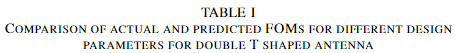 TABLE I
COMPARISON OF ACTUAL AND PREDICTED FOMS FOR DIFFERENT DESIGN
PARAMETERS FOR DOUBLE T SHAPED ANTENNA